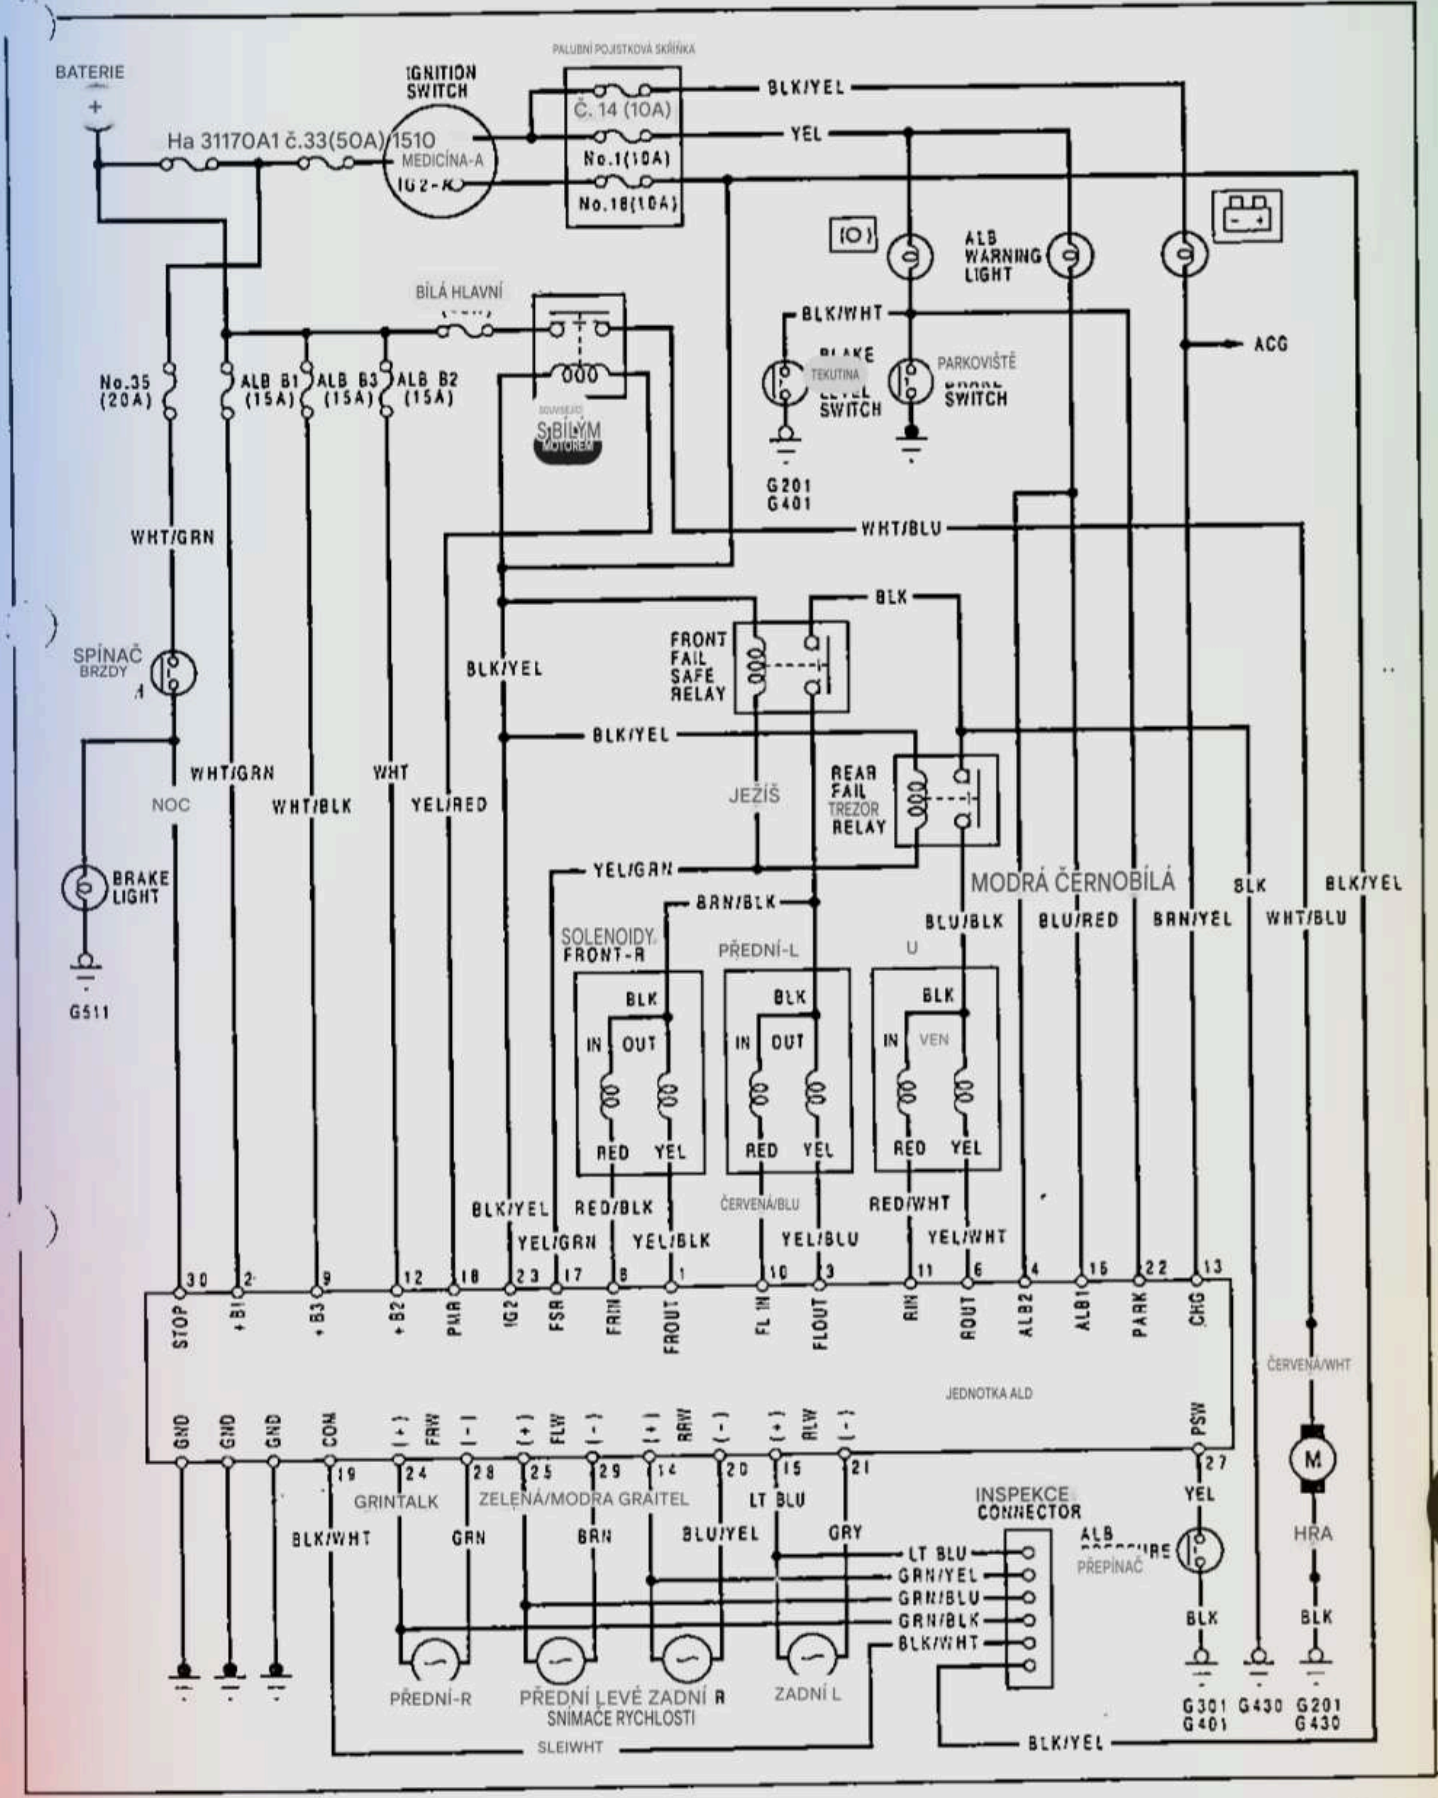 PALUBNÍ POJISTKOVÁ SKŘÍŇKA
BATERIE
+
IGNITION
SWITCH
BLK/YEL
Č. 14 (10A)
Ha 31170A1 č.33(50A) 1510
MEDICÍNA-A
YEL
No.1(10A)
IG2-
No.18(10A)
(O)
ALB
WARNING
LIGHT
- +
BÍLÁ HLAVNÍ
BLK/WHT
ACG
No.35
(20A)
ALB B1
(15A)
ALB B3
(15A)
ALB B2
(15A)
TEKUTINA
SWITCH
PARKOVIŠTĚ
SWITCH
SOUVISEJÍCÍ
S BÍLÝM
MOTOREM
G201
G401
WHT/GRN
WHT/BLU
BLK
FRONT
FAIL
SAFE
RELAY
SPÍNAČ
BRZDY
BLK/YEL
BLK/YEL
WHT/GRN
WHT
NOC
WHT/BLK
YEL/RED
JEŽÍŠ
REAR
FAIL
TREZOR
RELAY
YEL/GRN
BRAKE
LIGHT
MODRÁ ČERNOBÍLÁ
BLK
BLK/YEL
BRN/BLK
BLU/BLK
BLU/RED
BRN/YEL
WHT/BLU
SOLENOIDY
FRONT-R
PŘEDNÍ-L
U
G511
BLK
BLK
BLK
IN OUT
IN OUT
IN VEN
RED YEL
RED YEL
RED YEL
BLK/YEL
RED/BLK
ČERVENÁ/BLU
RED/WHT
YEL/GRN
YEL/BLK
YEL/BLU
YEL/WHT
30 2 9 12 18 23 17 8 1 10 3 11 6 4 15 22 13
STOP +B1 +B3 +B2 PMR IG2 FSR FRIN FROUT FL IN FLOUT RIN ROUT ALB2 ALB1 PARK CHG
ČERVENÁ/WHT
JEDNOTKA ALD
GND GND GND COM (+) FRW (-) (+) FLW (-) (+) RRW (-) (+) RLW (-) PSW
19 24 28 25 29 14 20 15 21 27
M
GRINTALK
ZELENÁ/MODRA GRAITEL
LT BLU
INSPEKCE
CONNECTOR
YEL
BLK/WHT
GRN
BRN
BLU/YEL
GRY
ALB
PŘEPÍNAČ
HRA
LT BLU
GRN/YEL
GRN/BLU
GRN/BLK
BLK/WHT
BLK
BLK
PŘEDNÍ-R
PŘEDNÍ LEVÉ ZADNÍ R
ZADNÍ L
SNÍMAČE RYCHLOSTI
G301
G401
G430
G201
G430
SLEIWHT
BLK/YEL